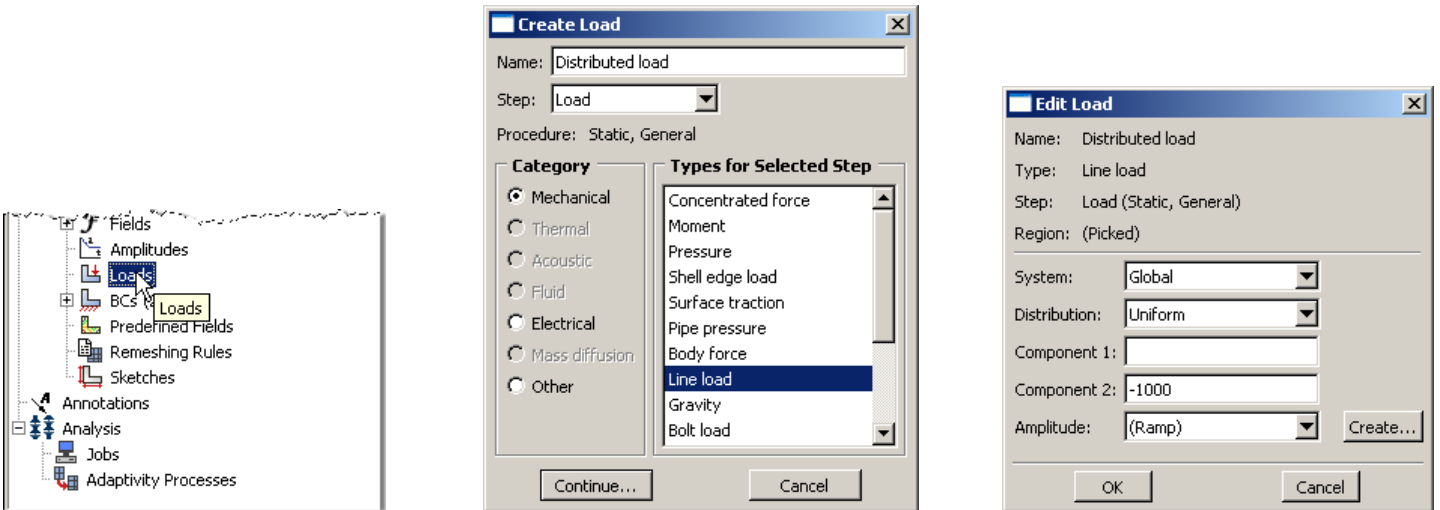 Fields
Amplitudes
Loads
BCs
Loads
Predefined Fields
Remeshing Rules
Sketches
Annotations
Analysis
Jobs
Adaptivity Processes
Create Load
Name: Distributed load
Step: Load
Procedure: Static, General
Category
Mechanical
Thermal
Acoustic
Fluid
Electrical
Mass diffusion
Other
Types for Selected Step
Concentrated force
Moment
Pressure
Shell edge load
Surface traction
Pipe pressure
Body force
Line load
Gravity
Bolt load
Continue... Cancel
Edit Load
Name: Distributed load
Type: Line load
Step: Load (Static, General)
Region: (Picked)
System: Global
Distribution: Uniform
Component 1:
Component 2: -1000
Amplitude: (Ramp) Create...
OK Cancel